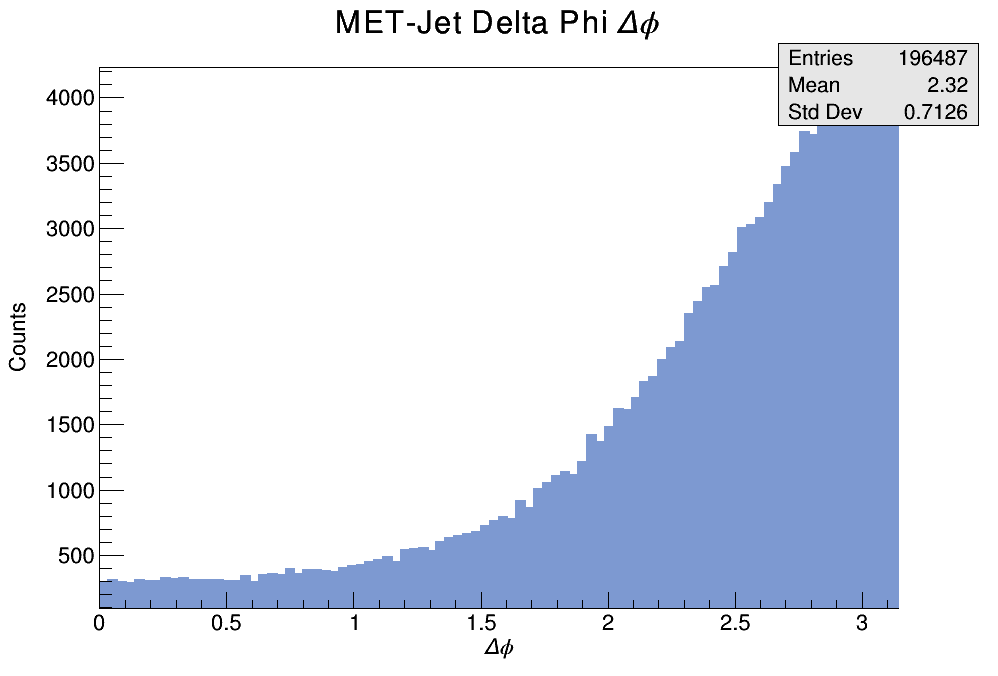 MET-Jet Delta Phi Δϕ
Entries 196487
Mean 2.32
Std Dev 0.7126
4000
3500
3000
2500
2000
1500
1000
500
Counts
0 0.5 1 1.5 2 2.5 3
Δϕ